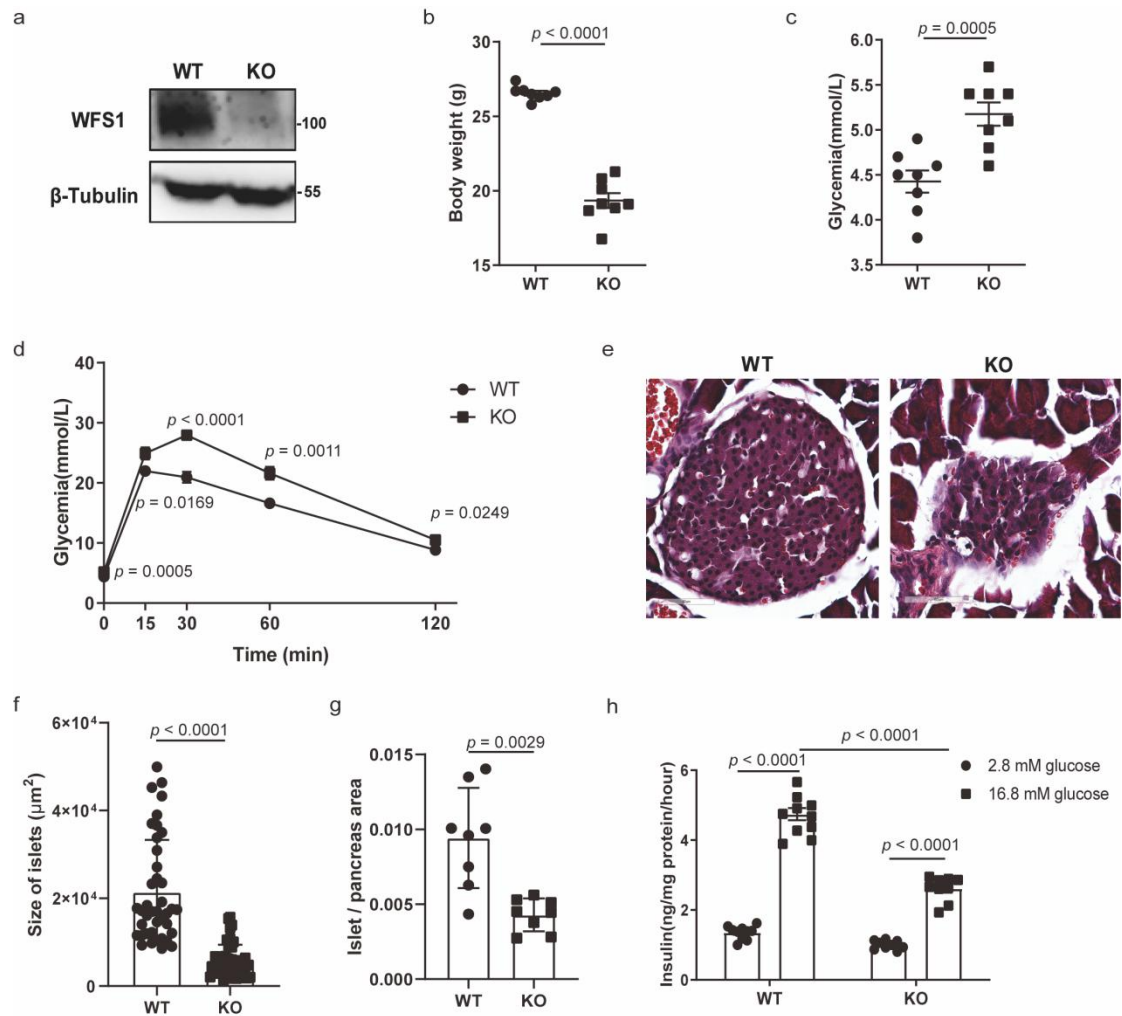 a
WT KO
WFS1
-100
β-Tubulin
-55
b
p < 0.0001
Body weight (g)
30
25
20
15
WT KO
c
p = 0.0005
Glycemia(mmol/L)
6.0
5.5
5.0
4.5
4.0
3.5
WT KO
d
Glycemia(mmol/L)
40
30
20
10
0
p < 0.0001
p = 0.0011
p = 0.0169
p = 0.0249
p = 0.0005
WT
KO
0 15 30 60 120
Time (min)
e
WT KO
f
Size of islets (μm²)
6×10⁴
4×10⁴
2×10⁴
0
p < 0.0001
WT KO
g
Islet / pancreas area
0.015
0.010
0.005
0.000
p = 0.0029
WT KO
h
Insulin(ng/mg protein/hour)
6
4
2
0
p < 0.0001
p < 0.0001
p < 0.0001
2.8 mM glucose
16.8 mM glucose
WT KO